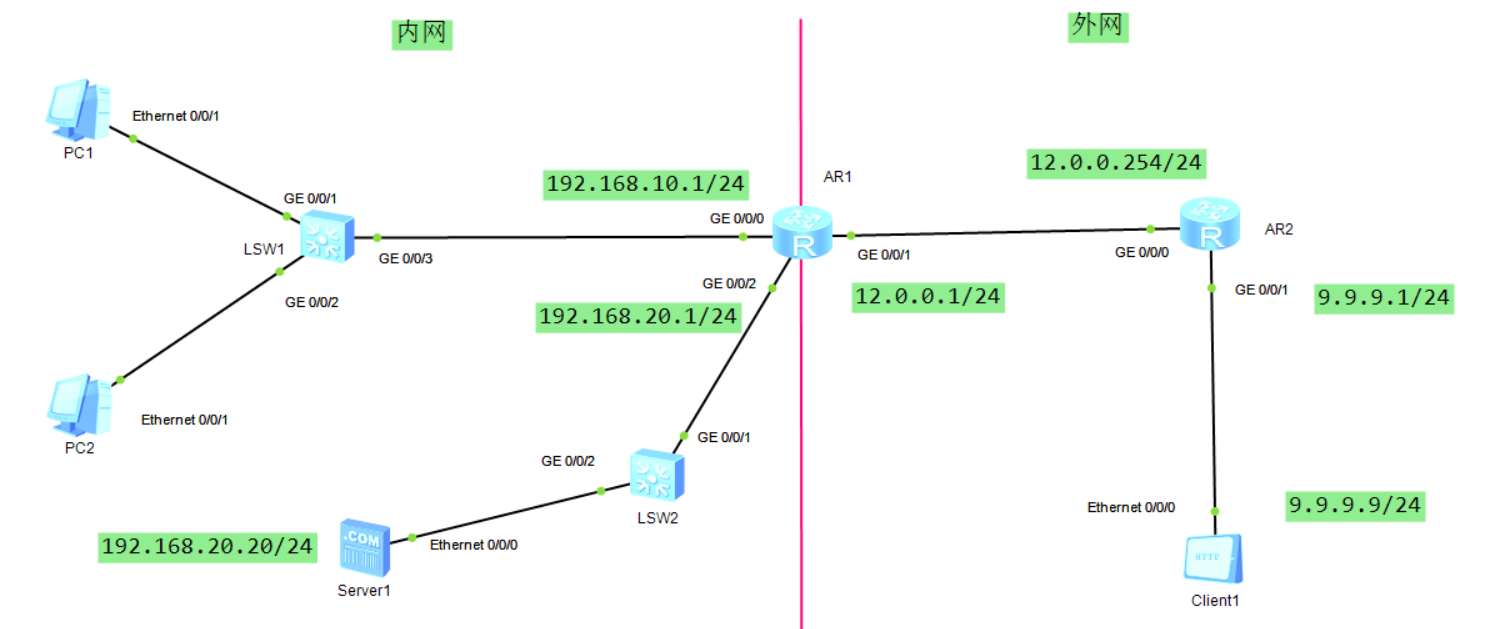 内网
外网
Ethernet 0/0/1
PC1
GE 0/0/1
LSW1
GE 0/0/3
GE 0/0/2
Ethernet 0/0/1
PC2
192.168.10.1/24
GE 0/0/0
AR1
GE 0/0/2
192.168.20.1/24
GE 0/0/1
12.0.0.1/24
12.0.0.254/24
GE 0/0/0
AR2
GE 0/0/1
9.9.9.1/24
GE 0/0/1
GE 0/0/2
LSW2
192.168.20.20/24
.COM
Ethernet 0/0/0
Server1
Ethernet 0/0/0
9.9.9.9/24
HTTP
Client1
R
R